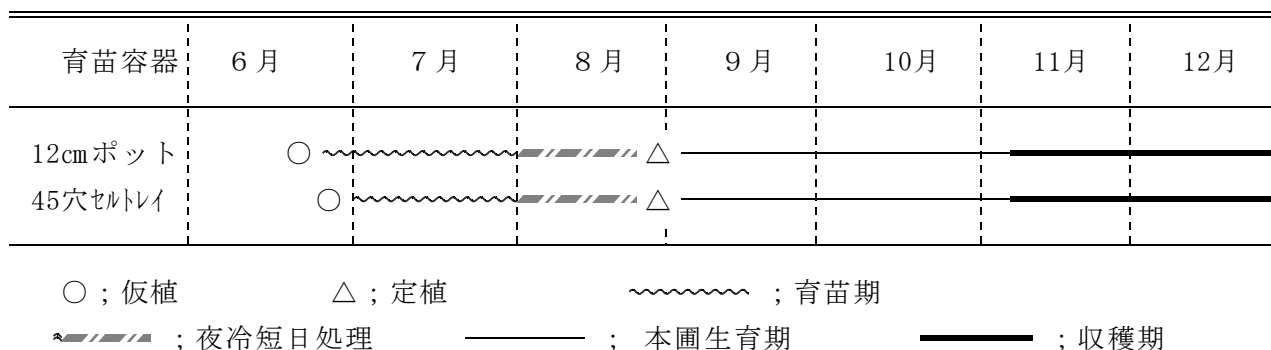 育苗容器 6月 7月 8月 9月 10月 11月 12月
12cmポット ○ △
45穴セルトレイ ○ △
○；仮植 △；定植 ；育苗期
；夜冷短日処理 ； 本圃生育期 ；収穫期